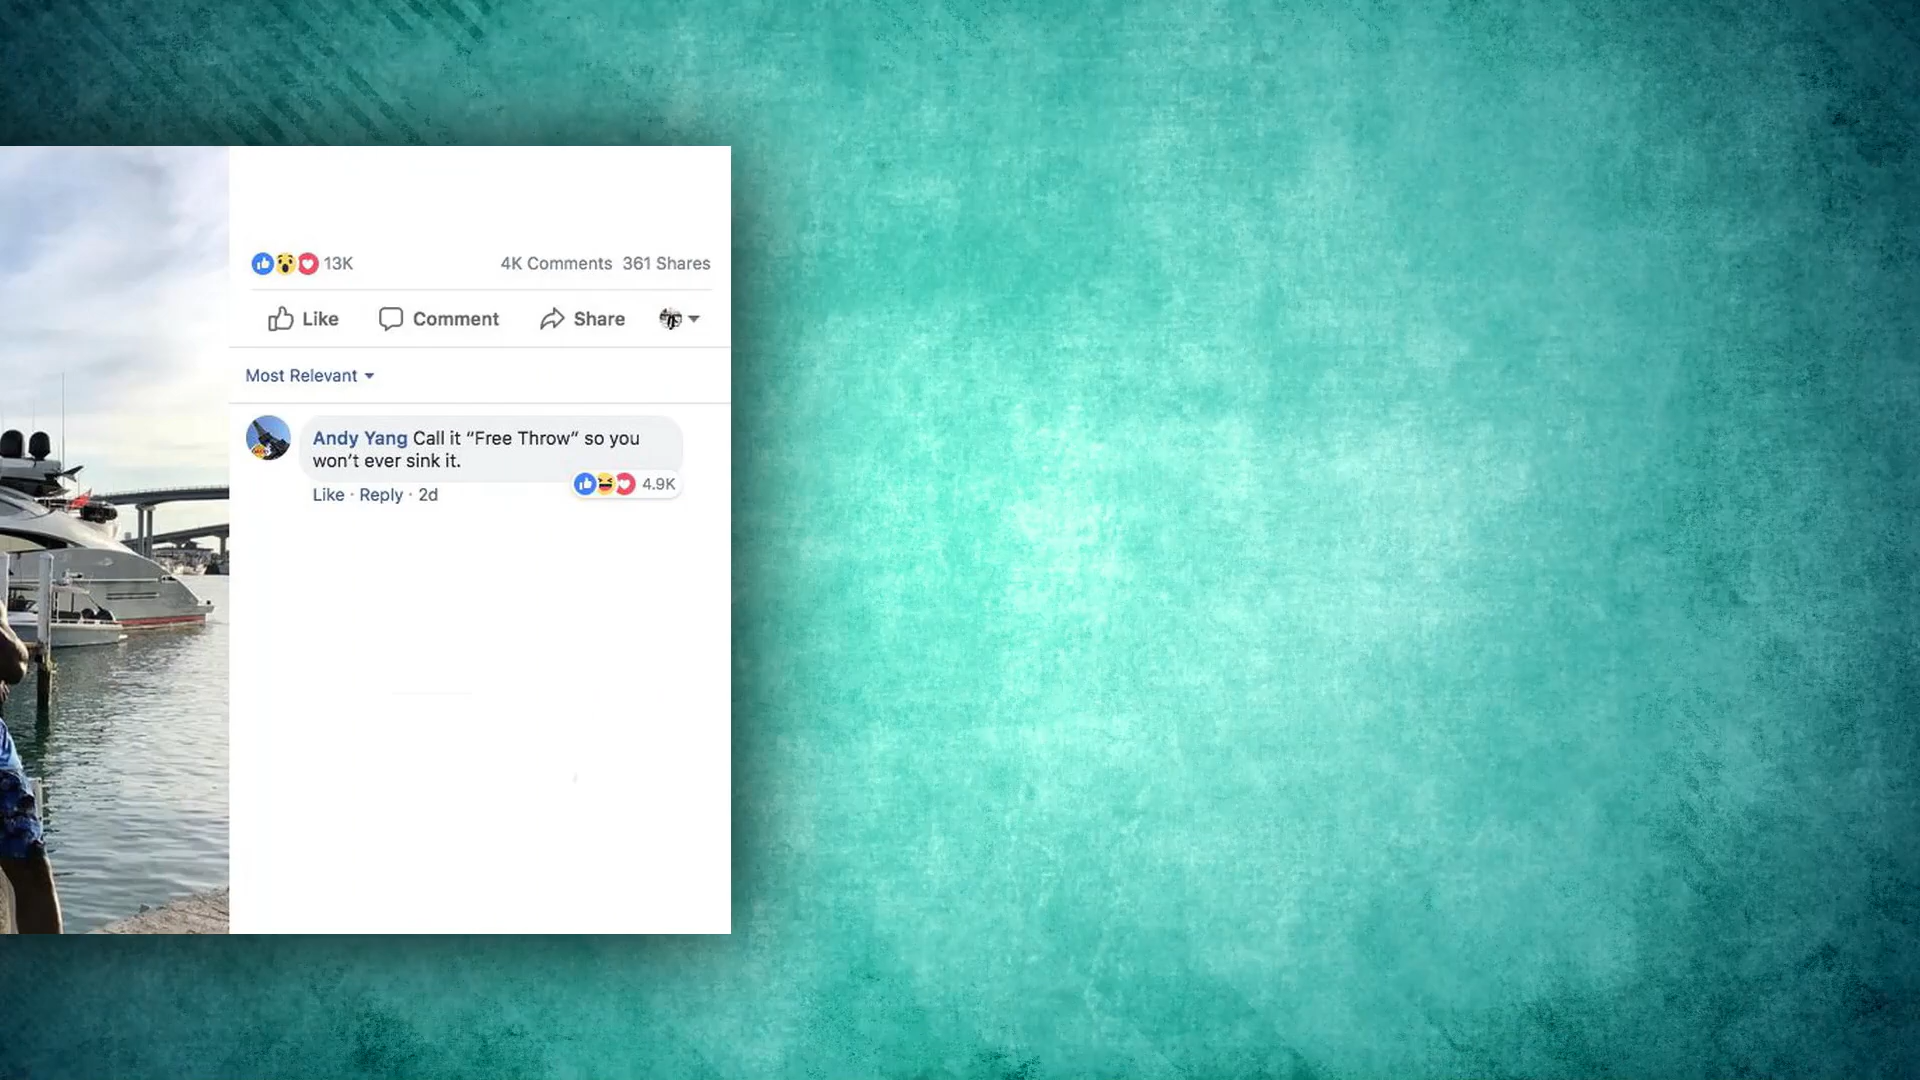 13K 4K Comments 361 Shares
Like Comment Share
Most Relevant
Andy Yang Call it “Free Throw” so you
won’t ever sink it.
4.9K
Like · Reply · 2d